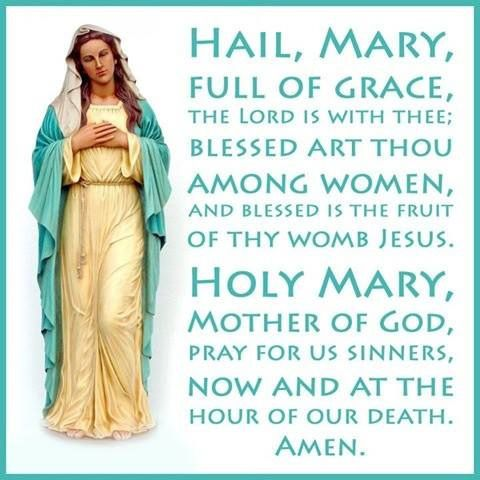 Hail, Mary,
full of grace,
the Lord is with thee;
blessed art thou
among women,
and blessed is the fruit
of thy womb Jesus.
Holy Mary,
Mother of God,
pray for us sinners,
now and at the
hour of our death.
Amen.